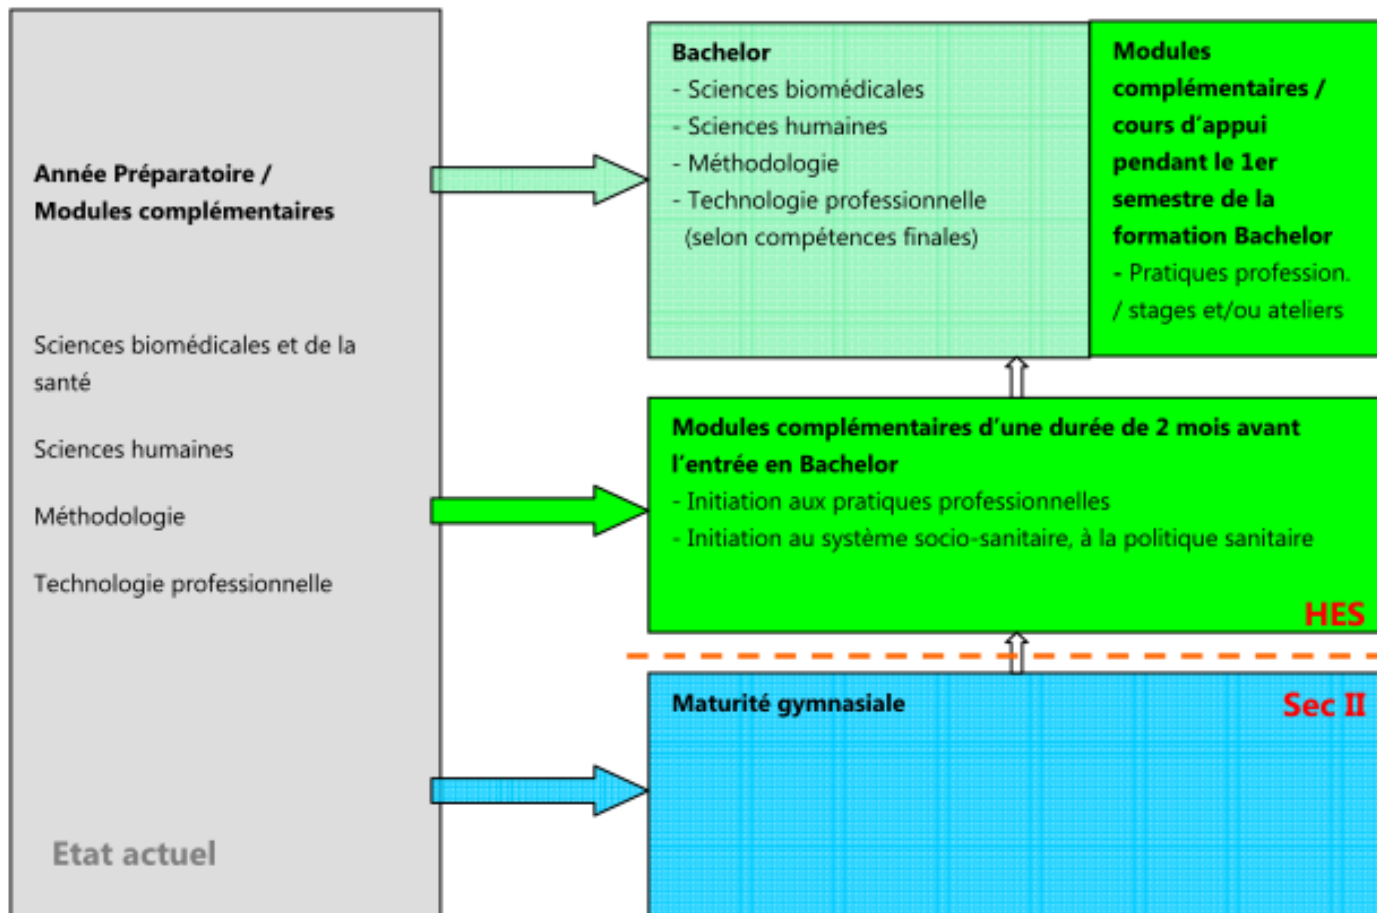 Année Préparatoire /
Modules complémentaires
Sciences biomédicales et de la
santé
Sciences humaines
Méthodologie
Technologie professionnelle
Etat actuel
Bachelor
- Sciences biomédicales
- Sciences humaines
- Méthodologie
- Technologie professionnelle
(selon compétences finales)
Modules
complémentaires /
cours d'appui
pendant le 1er
semestre de la
formation Bachelor
- Pratiques profession.
/ stages et/ou ateliers
Modules complémentaires d'une durée de 2 mois avant
l'entrée en Bachelor
- Initiation aux pratiques professionnelles
- Initiation au système socio-sanitaire, à la politique sanitaire
HES
Maturité gymnasiale
Sec II